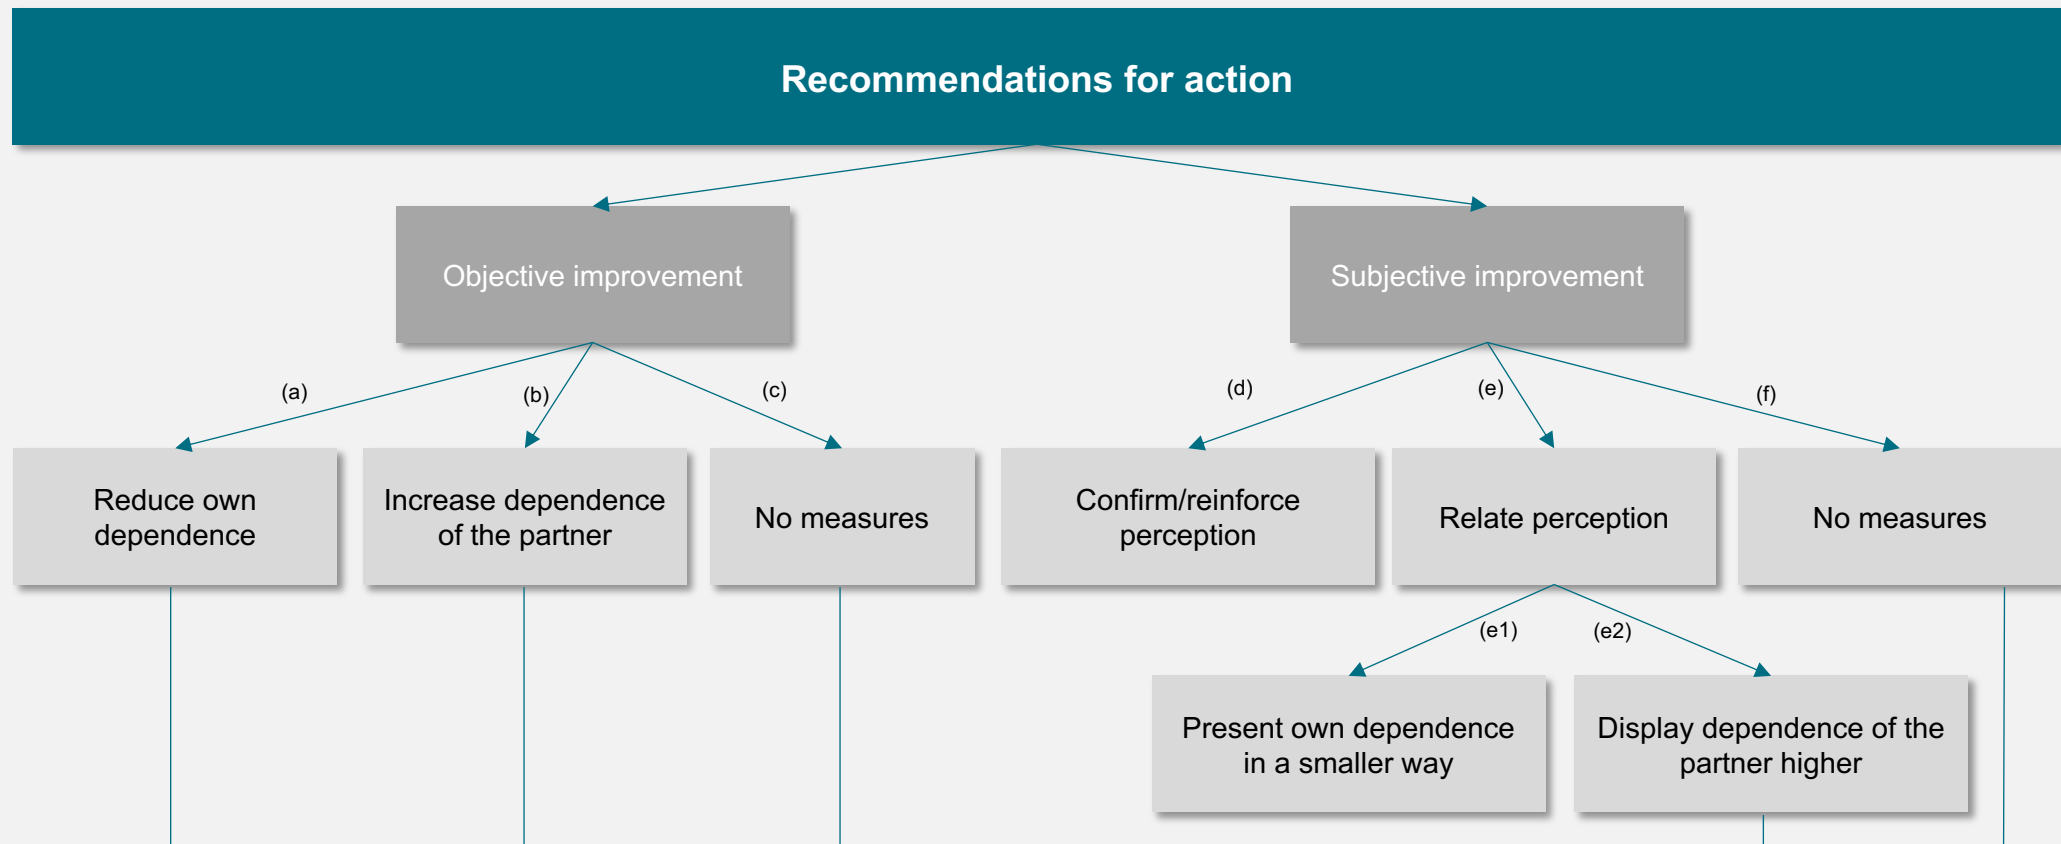 Recommendations for action
Objective improvement
Subjective improvement
(a)
(b)
(c)
(d)
(e)
(f)
Reduce own
dependence
Increase dependence
of the partner
No measures
Confirm/reinforce
perception
Relate perception
No measures
(e1)
(e2)
Present own dependence
in a smaller way
Display dependence of the
partner higher